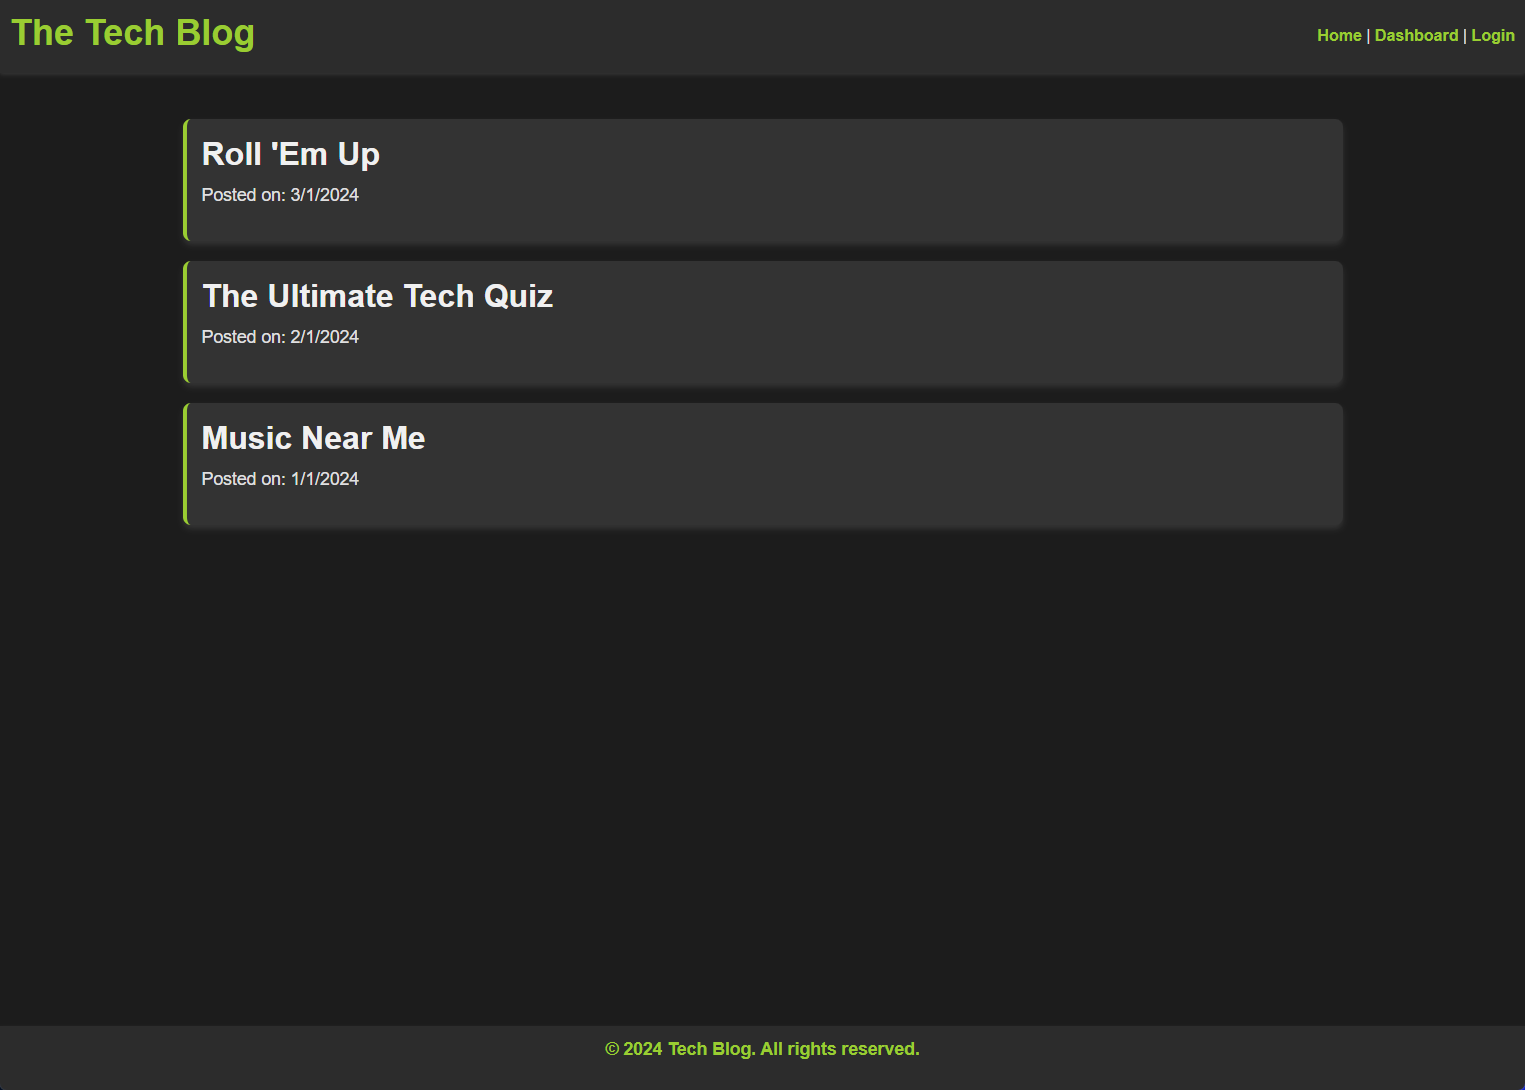 The Tech Blog
Home | Dashboard | Login
Roll 'Em Up
Posted on: 3/1/2024
The Ultimate Tech Quiz
Posted on: 2/1/2024
Music Near Me
Posted on: 1/1/2024
© 2024 Tech Blog. All rights reserved.